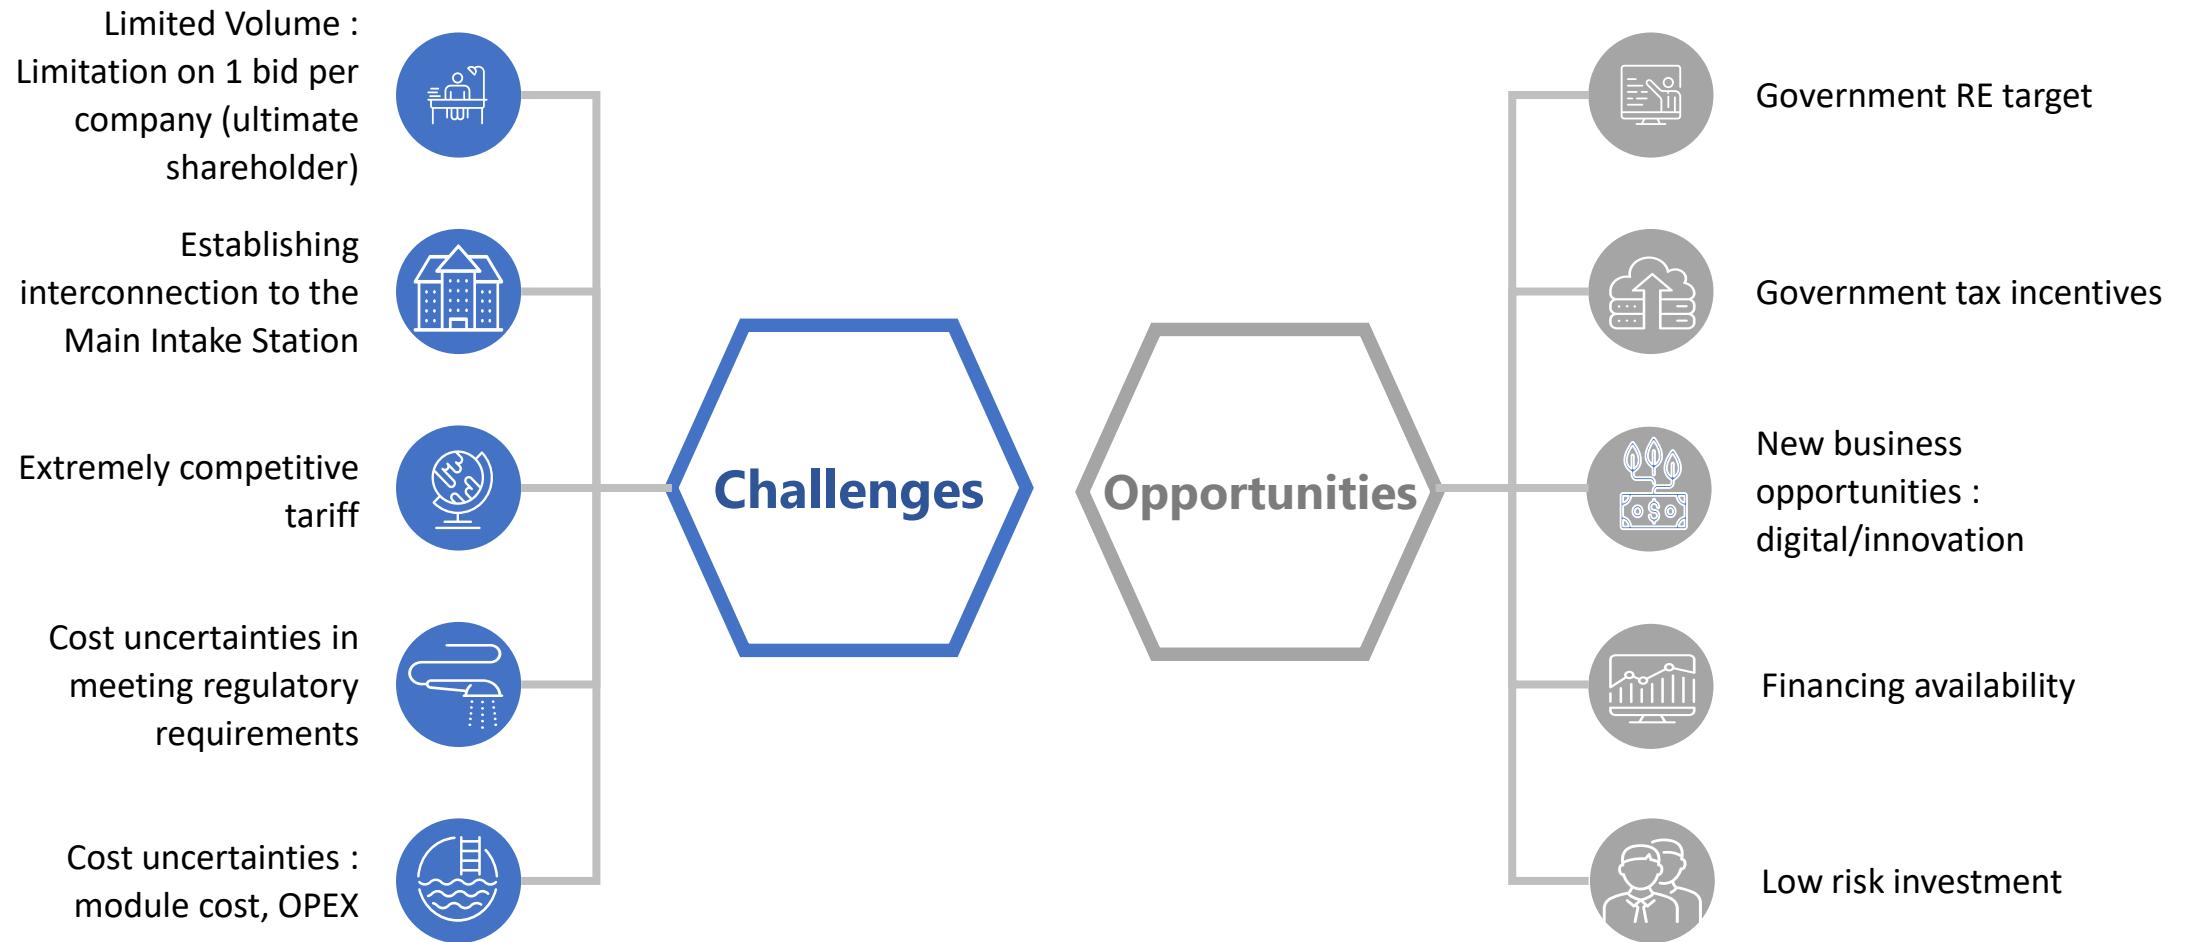 Limited Volume :
Limitation on 1 bid per
company (ultimate
shareholder)
Establishing
interconnection to the
Main Intake Station
Extremely competitive
tariff
Cost uncertainties in
meeting regulatory
requirements
Cost uncertainties :
module cost, OPEX
Challenges
Opportunities
Government RE target
Government tax incentives
New business
opportunities :
digital/innovation
Financing availability
Low risk investment